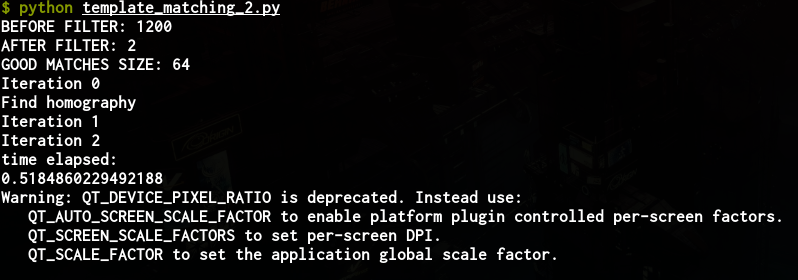 $ python template_matching_2.py
BEFORE FILTER: 1200
AFTER FILTER: 2
GOOD MATCHES SIZE: 64
Iteration 0
Find homography
Iteration 1
Iteration 2
time elapsed:
0.5184860229492188
Warning: QT_DEVICE_PIXEL_RATIO is deprecated. Instead use:
   QT_AUTO_SCREEN_SCALE_FACTOR to enable platform plugin controlled per-screen factors.
   QT_SCREEN_SCALE_FACTORS to set per-screen DPI.
   QT_SCALE_FACTOR to set the application global scale factor.